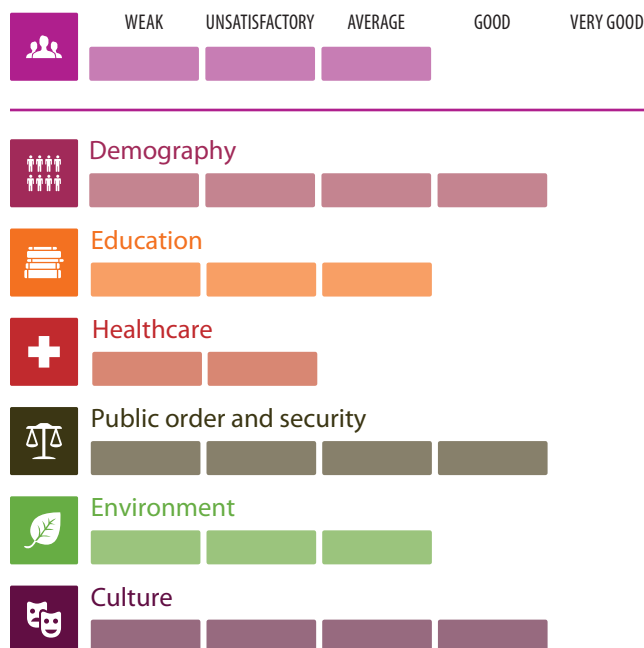 WEAK UNSATISFACTORY AVERAGE GOOD VERY GOOD
Demography
Education
Healthcare
Public order and security
Environment
Culture